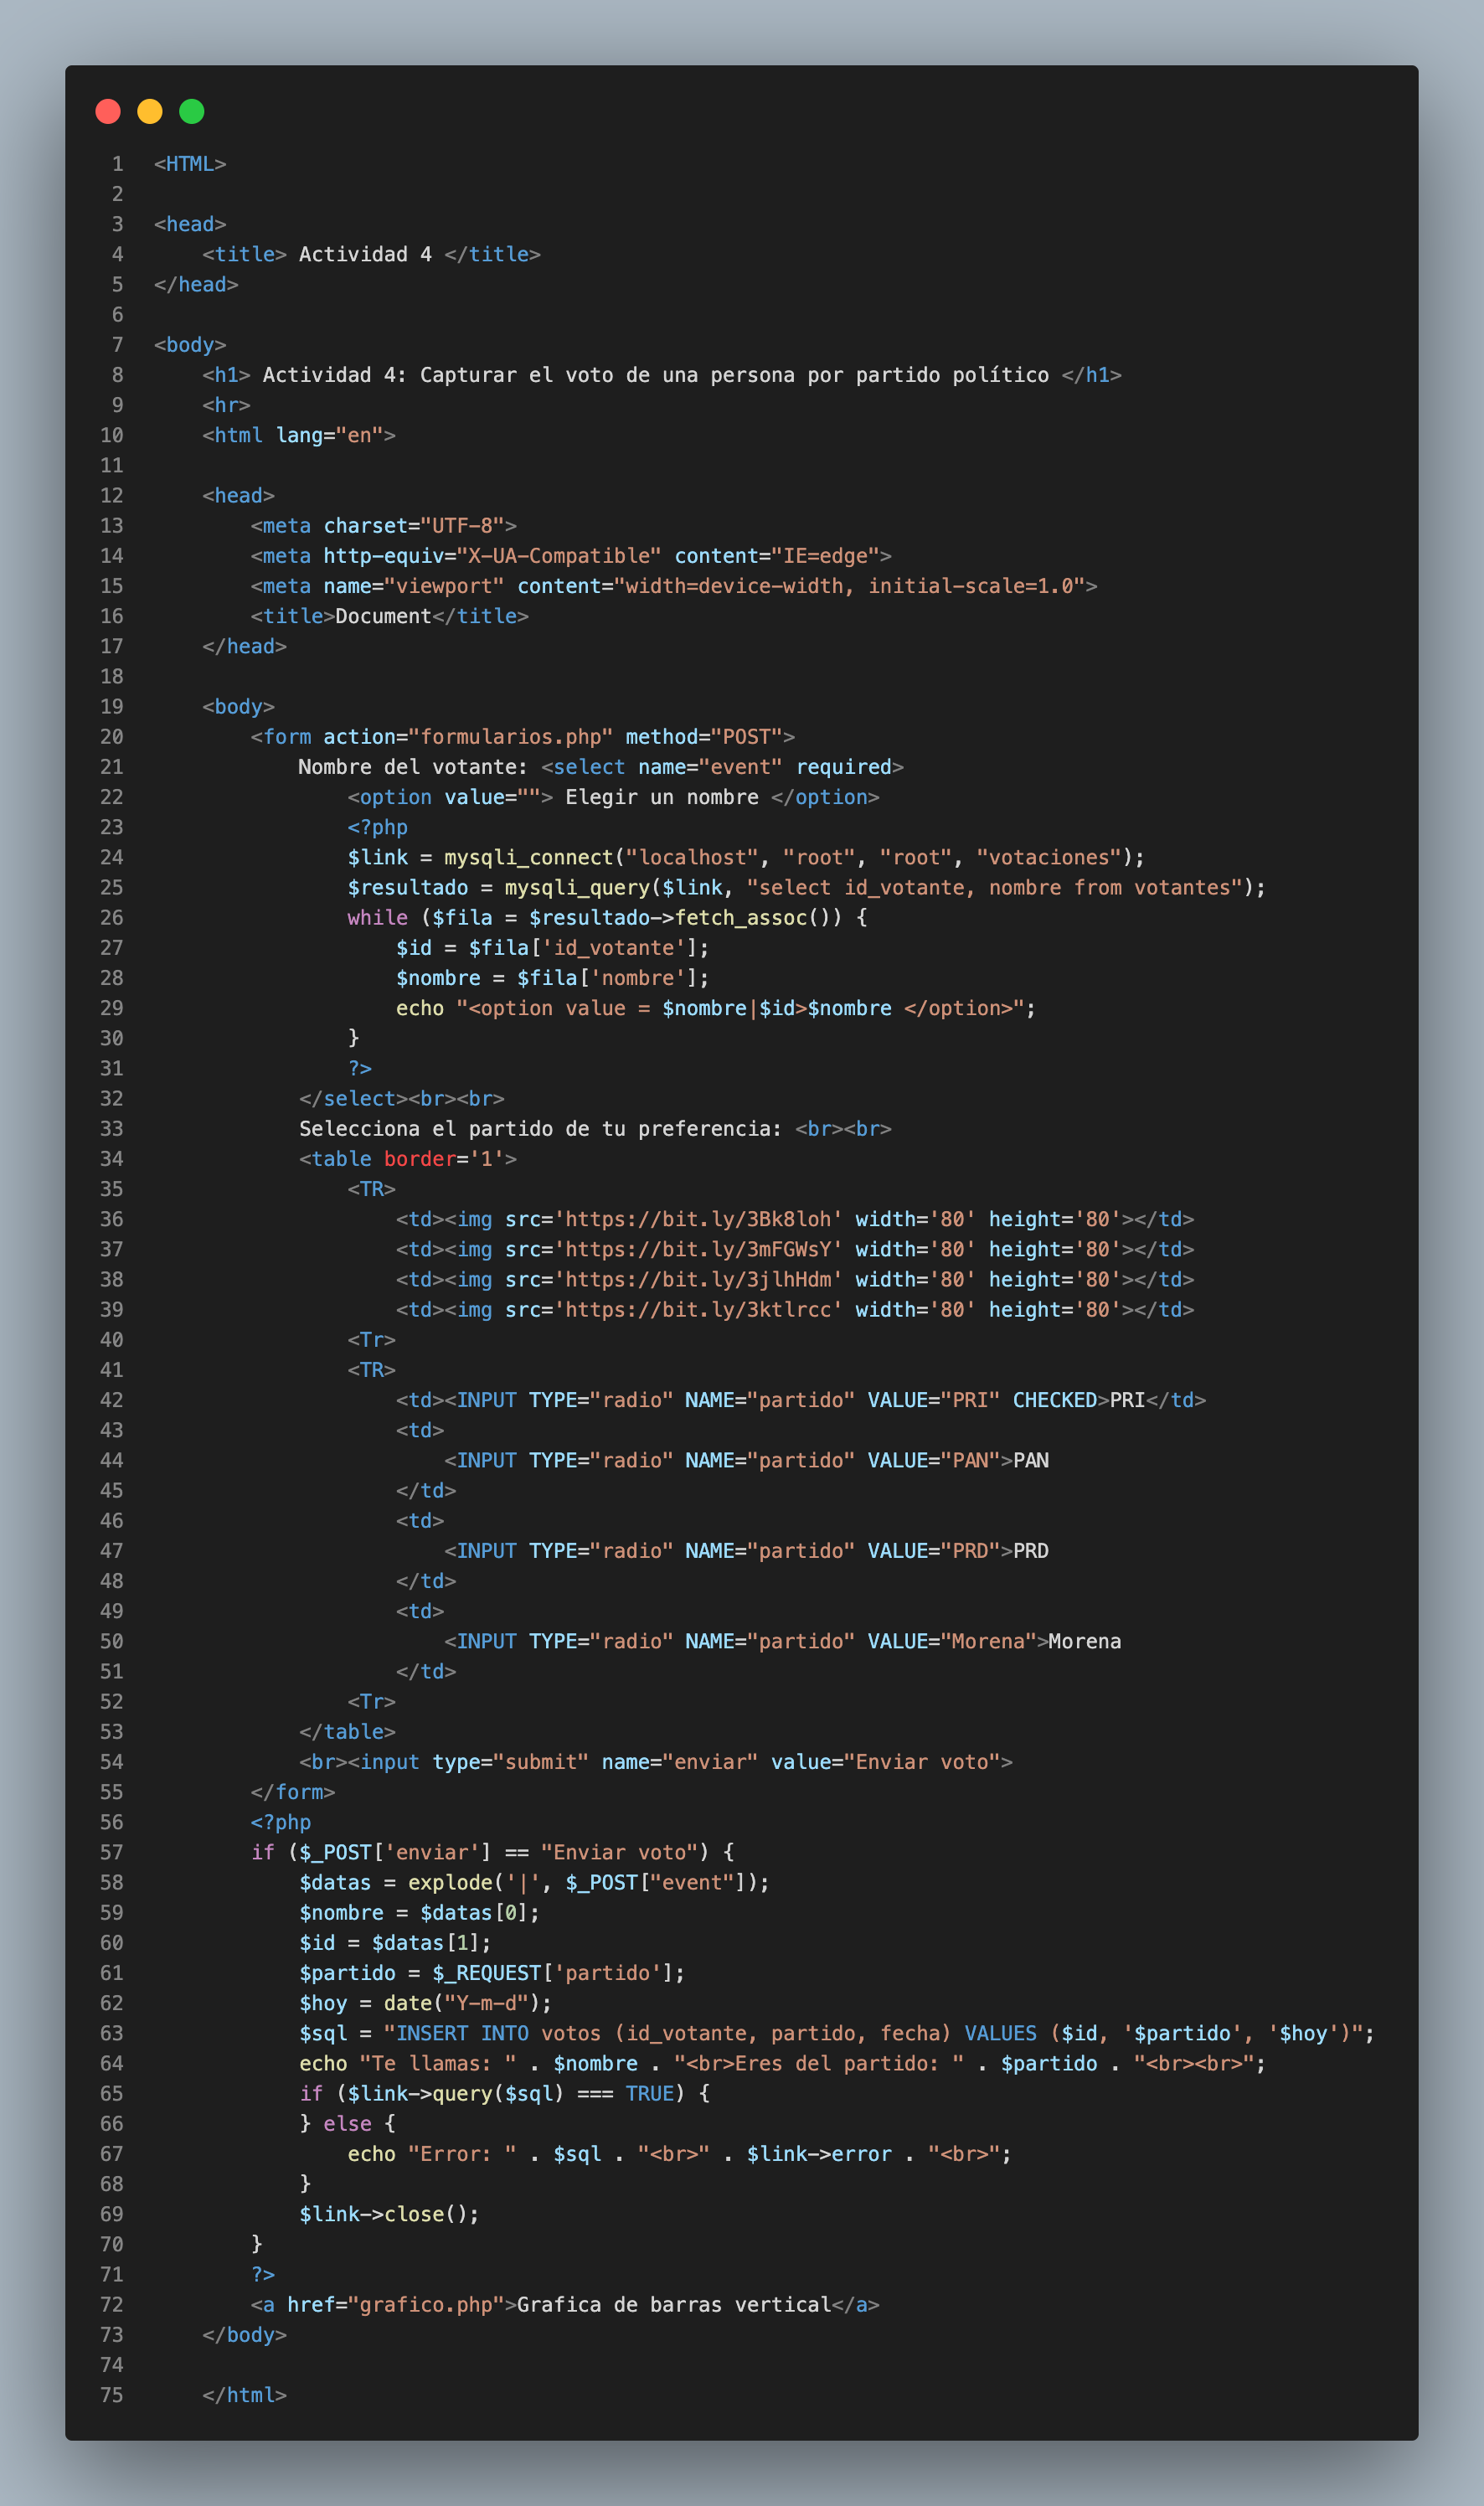 1 <HTML>
2
3 <head>
4     <title> Actividad 4 </title>
5 </head>
6
7 <body>
8     <h1> Actividad 4: Capturar el voto de una persona por partido político </h1>
9     <hr>
10     <html lang="en">
11
12     <head>
13         <meta charset="UTF-8">
14         <meta http-equiv="X-UA-Compatible" content="IE=edge">
15         <meta name="viewport" content="width=device-width, initial-scale=1.0">
16         <title>Document</title>
17     </head>
18
19     <body>
20         <form action="formularios.php" method="POST">
21             Nombre del votante: <select name="event" required>
22                 <option value=""> Elegir un nombre </option>
23                 <?php
24                 $link = mysqli_connect("localhost", "root", "root", "votaciones");
25                 $resultado = mysqli_query($link, "select id_votante, nombre from votantes");
26                 while ($fila = $resultado->fetch_assoc()) {
27                     $id = $fila['id_votante'];
28                     $nombre = $fila['nombre'];
29                     echo "<option value = $nombre|$id>$nombre </option>";
30                 }
31                 ?>
32             </select><br><br>
33             Selecciona el partido de tu preferencia: <br><br>
34             <table border='1'>
35                 <TR>
36                     <td><img src='https://bit.ly/3Bk8loh' width='80' height='80'></td>
37                     <td><img src='https://bit.ly/3mFGWsY' width='80' height='80'></td>
38                     <td><img src='https://bit.ly/3jlhHdm' width='80' height='80'></td>
39                     <td><img src='https://bit.ly/3ktlrcc' width='80' height='80'></td>
40                 <Tr>
41                 <TR>
42                     <td><INPUT TYPE="radio" NAME="partido" VALUE="PRI" CHECKED>PRI</td>
43                     <td>
44                         <INPUT TYPE="radio" NAME="partido" VALUE="PAN">PAN
45                     </td>
46                     <td>
47                         <INPUT TYPE="radio" NAME="partido" VALUE="PRD">PRD
48                     </td>
49                     <td>
50                         <INPUT TYPE="radio" NAME="partido" VALUE="Morena">Morena
51                     </td>
52                 <Tr>
53             </table>
54             <br><input type="submit" name="enviar" value="Enviar voto">
55         </form>
56         <?php
57         if ($_POST['enviar'] == "Enviar voto") {
58             $datas = explode('|', $_POST["event"]);
59             $nombre = $datas[0];
60             $id = $datas[1];
61             $partido = $_REQUEST['partido'];
62             $hoy = date("Y-m-d");
63             $sql = "INSERT INTO votos (id_votante, partido, fecha) VALUES ($id, '$partido', '$hoy')";
64             echo "Te llamas: " . $nombre . "<br>Eres del partido: " . $partido . "<br><br>";
65             if ($link->query($sql) === TRUE) {
66             } else {
67                 echo "Error: " . $sql . "<br>" . $link->error . "<br>";
68             }
69             $link->close();
70         }
71         ?>
72         <a href="grafico.php">Grafica de barras vertical</a>
73     </body>
74
75     </html>